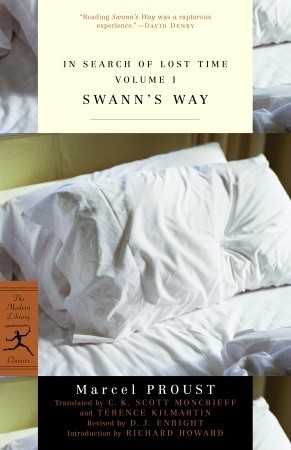 "Reading Swann's Way was a rapturous
experience."—DAVID DENBY
IN SEARCH OF LOST TIME
VOLUME I
SWANN'S WAY
The
Modern
Library
Classics
Marcel PROUST
Translated by C. K. SCOTT MONCRIEFF
and TERENCE KILMARTIN
Revised by D. J. ENRIGHT
Introduction by RICHARD HOWARD